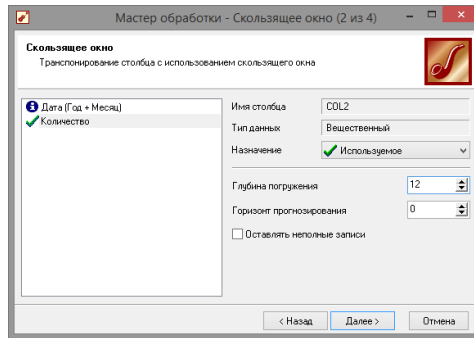 Мастер обработки - Скользящее окно (2 из 4)
Скользящее окно
Транспонирование столбца с использованием скользящего окна
Дата (Год + Месяц)
Количество
Имя столбца COL2
Тип данных Вещественный
Назначение Используемое
Глубина погружения 12
Горизонт прогнозирования 0
Оставлять неполные записи
< Назад Далее > Отмена